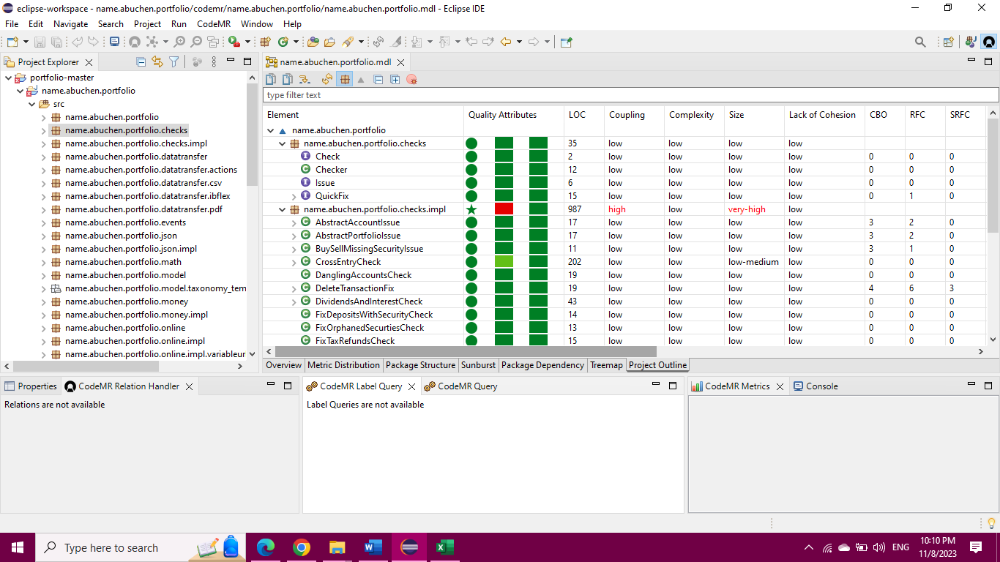 eclipse-workspace - name.abuchen.portfolio/codemr/name.abuchen.portfolio/name.abuchen.portfolio.mdl - Eclipse IDE
File Edit Navigate Search Project Run CodeMR Window Help
Project Explorer
portfolio-master
name.abuchen.portfolio
src
name.abuchen.portfolio
name.abuchen.portfolio.checks
name.abuchen.portfolio.checks.impl
name.abuchen.portfolio.datatransfer
name.abuchen.portfolio.datatransfer.actions
name.abuchen.portfolio.datatransfer.csv
name.abuchen.portfolio.datatransfer.ibflex
name.abuchen.portfolio.datatransfer.pdf
name.abuchen.portfolio.events
name.abuchen.portfolio.json
name.abuchen.portfolio.json.impl
name.abuchen.portfolio.math
name.abuchen.portfolio.model
name.abuchen.portfolio.model.taxonomy_tem
name.abuchen.portfolio.money
name.abuchen.portfolio.money.impl
name.abuchen.portfolio.online
name.abuchen.portfolio.online.impl
name.abuchen.portfolio.online.impl.variableur
name.abuchen.portfolio.mdl
type filter text
Element Quality Attributes LOC Coupling Complexity Size Lack of Cohesion CBO RFC SRFC
name.abuchen.portfolio
name.abuchen.portfolio.checks 35 low low low low
Check 2 low low low low 0 0 0
Checker 12 low low low low 0 0 0
Issue 6 low low low low 0 0 0
QuickFix 15 low low low low 0 1 0
name.abuchen.portfolio.checks.impl 987 high low very-high low
AbstractAccountIssue 17 low low low low 3 2 0
AbstractPortfolioIssue 17 low low low low 3 2 0
BuySellMissingSecurityIssue 11 low low low low 3 1 0
CrossEntryCheck 202 low low low-medium low 0 0 0
DanglingAccountsCheck 19 low low low low 0 0 0
DeleteTransactionFix 19 low low low low 4 6 3
DividendsAndInterestCheck 43 low low low low 0 0 0
FixDepositsWithSecurityCheck 14 low low low low 0 0 0
FixOrphanedSecurtiesCheck 13 low low low low 0 0 0
FixTaxRefundsCheck 15 low low low low 0 0 0
Overview Metric Distribution Package Structure Sunburst Package Dependency Treemap Project Outline
Properties CodeMR Relation Handler
Relations are not available
CodeMR Label Query CodeMR Query
Label Queries are not available
CodeMR Metrics Console
Type here to search
ENG
10:10 PM
11/8/2023